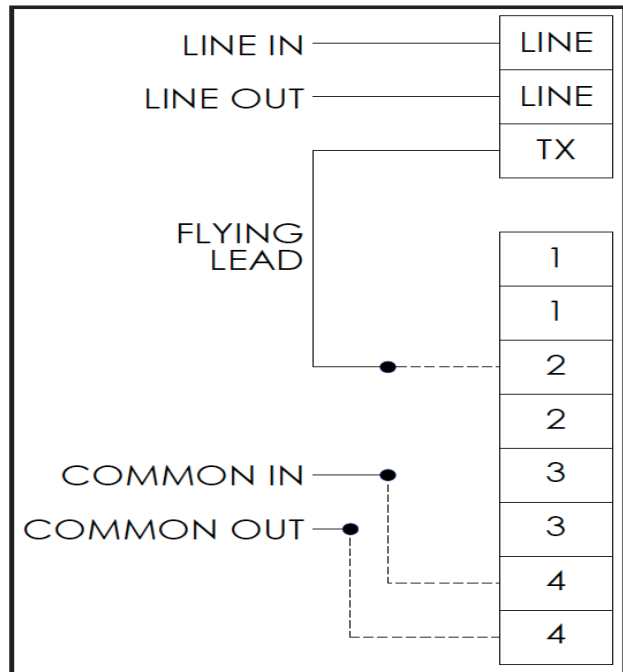 LINE IN
LINE
LINE OUT
LINE
TX
FLYING
LEAD
1
1
2
2
COMMON IN
3
COMMON OUT
3
4
4